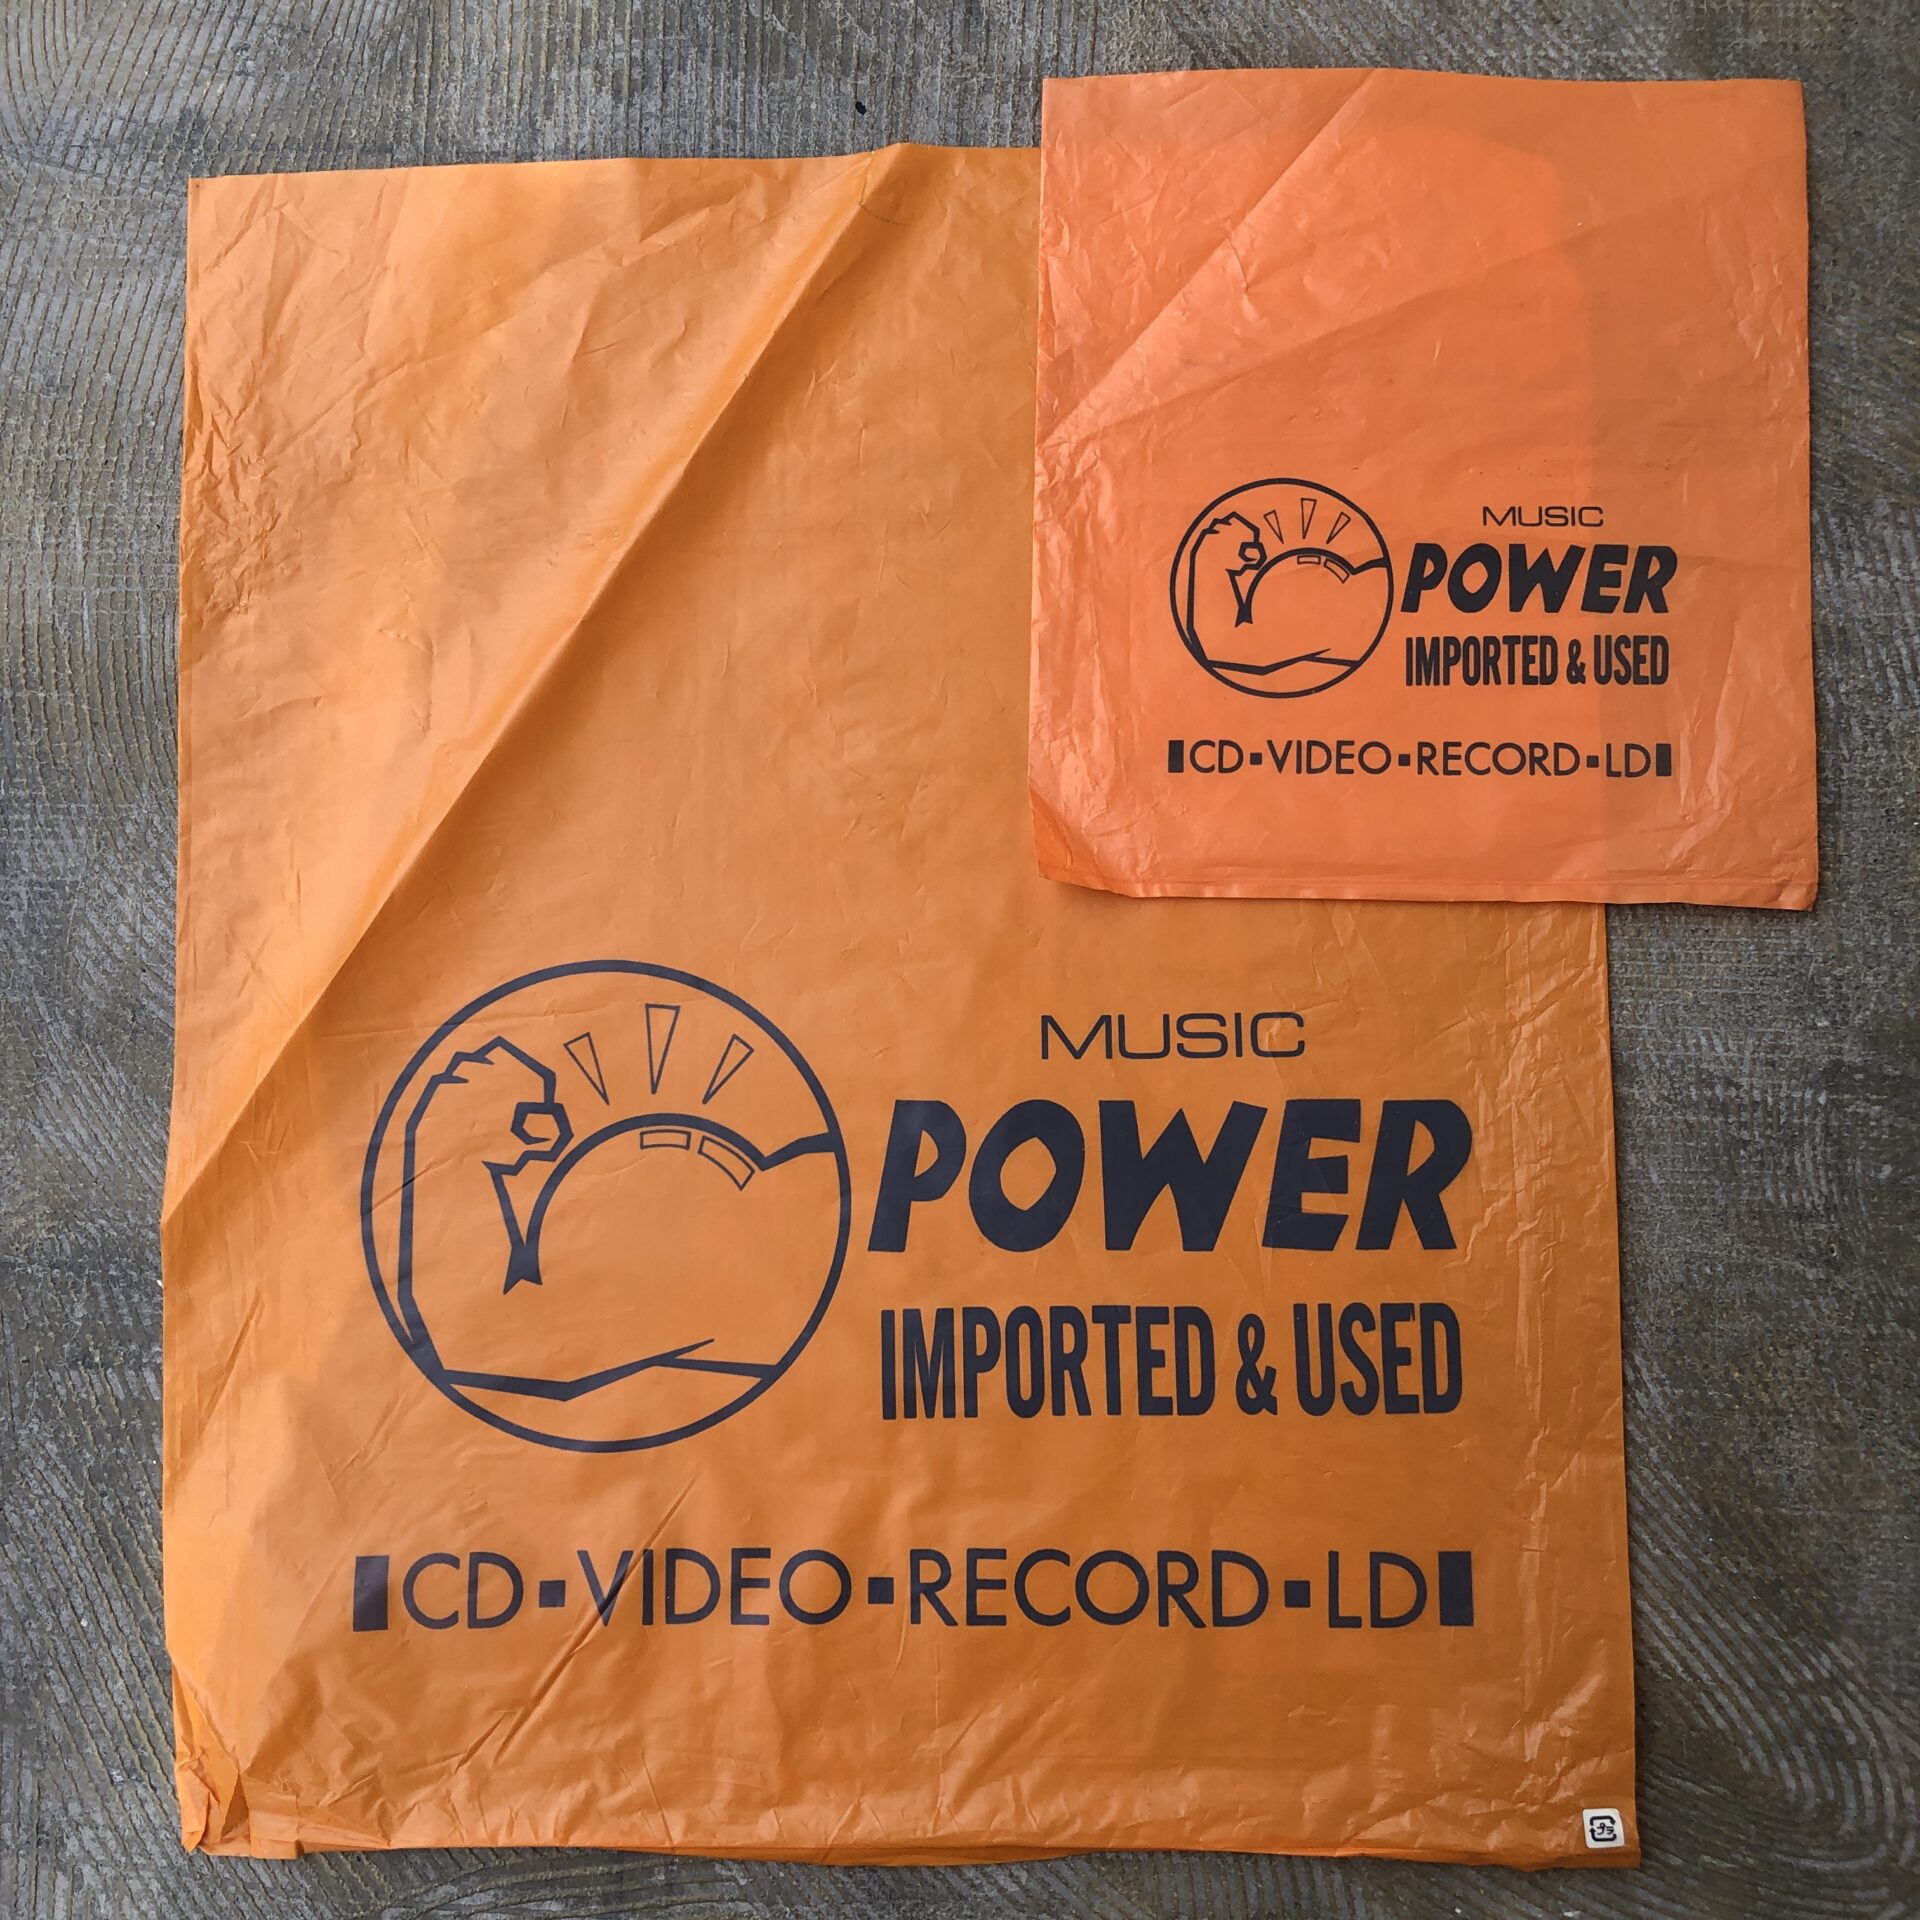 MUSIC
POWER
IMPORTED & USED
▮CD▪VIDEO▪RECORD▪LD▮
MUSIC
POWER
IMPORTED & USED
▮CD▪VIDEO▪RECORD▪LD▮